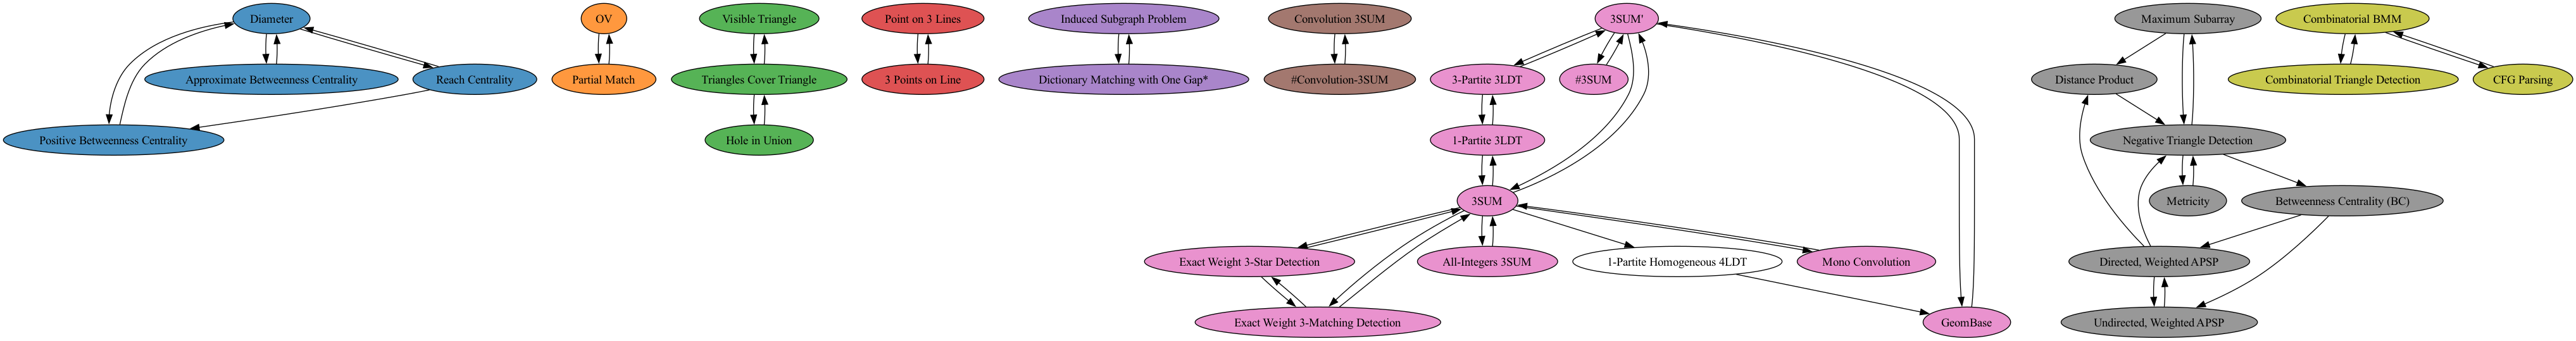 Diameter
OV
Visible Triangle
Point on 3 Lines
Induced Subgraph Problem
Convolution 3SUM
3SUM'
Maximum Subarray
Combinatorial BMM
Approximate Betweenness Centrality
Reach Centrality
Partial Match
Triangles Cover Triangle
3 Points on Line
Dictionary Matching with One Gap*
#Convolution-3SUM
3-Partite 3LDT
#3SUM
Distance Product
Combinatorial Triangle Detection
CFG Parsing
Positive Betweenness Centrality
Hole in Union
1-Partite 3LDT
Negative Triangle Detection
3SUM
Metricity
Betweenness Centrality (BC)
Exact Weight 3-Star Detection
All-Integers 3SUM
1-Partite Homogeneous 4LDT
Mono Convolution
Directed, Weighted APSP
Exact Weight 3-Matching Detection
GeomBase
Undirected, Weighted APSP